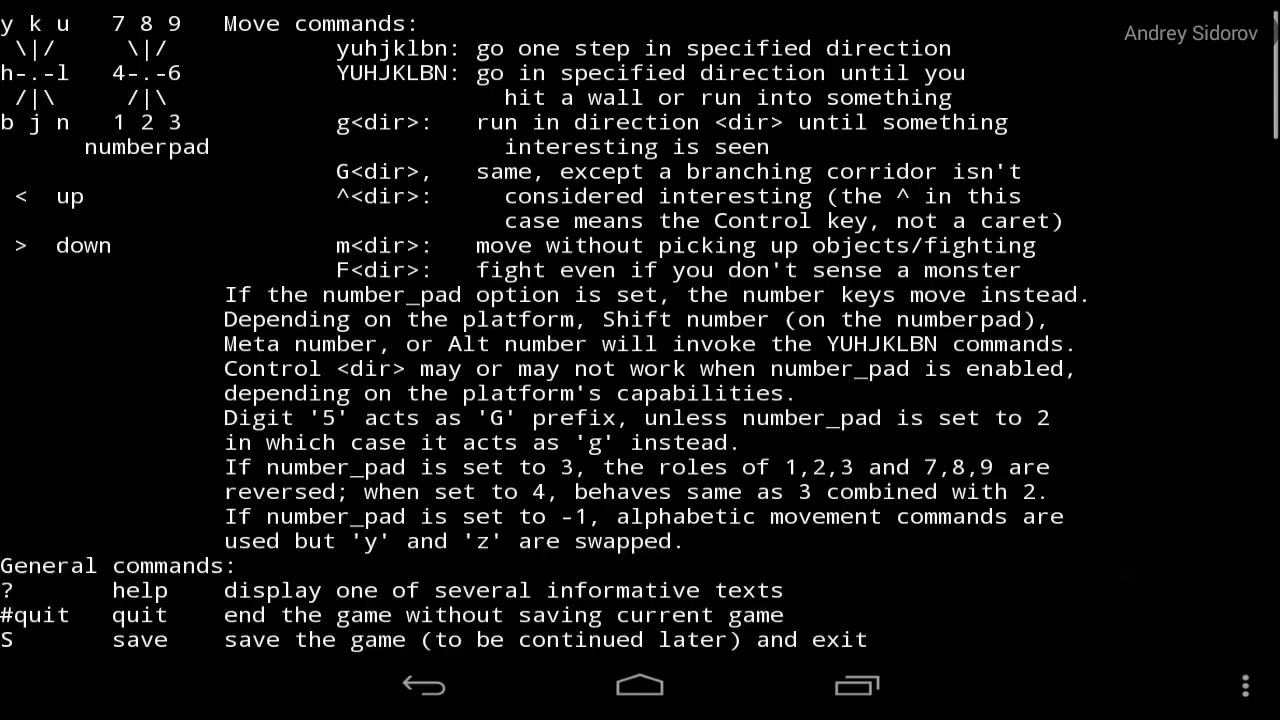 y k u   7 8 9   Move commands:
 \|/     \|/            yuhjklbn: go one step in specified direction
h-.-l   4-.-6           YUHJKLBN: go in specified direction until you
 /|\     /|\                        hit a wall or run into something
b j n   1 2 3           g<dir>:   run in direction <dir> until something
      numberpad                     interesting is seen
                        G<dir>,   same, except a branching corridor isn't
 <  up                  ^<dir>:     considered interesting (the ^ in this
                                    case means the Control key, not a caret)
 >  down                m<dir>:   move without picking up objects/fighting
                        F<dir>:   fight even if you don't sense a monster
                If the number_pad option is set, the number keys move instead.
                Depending on the platform, Shift number (on the numberpad),
                Meta number, or Alt number will invoke the YUHJKLBN commands.
                Control <dir> may or may not work when number_pad is enabled,
                depending on the platform's capabilities.
                Digit '5' acts as 'G' prefix, unless number_pad is set to 2
                in which case it acts as 'g' instead.
                If number_pad is set to 3, the roles of 1,2,3 and 7,8,9 are
                reversed; when set to 4, behaves same as 3 combined with 2.
                If number_pad is set to -1, alphabetic movement commands are
                used but 'y' and 'z' are swapped.
General commands:
?       help    display one of several informative texts
#quit   quit    end the game without saving current game
S       save    save the game (to be continued later) and exit
Andrey Sidorov